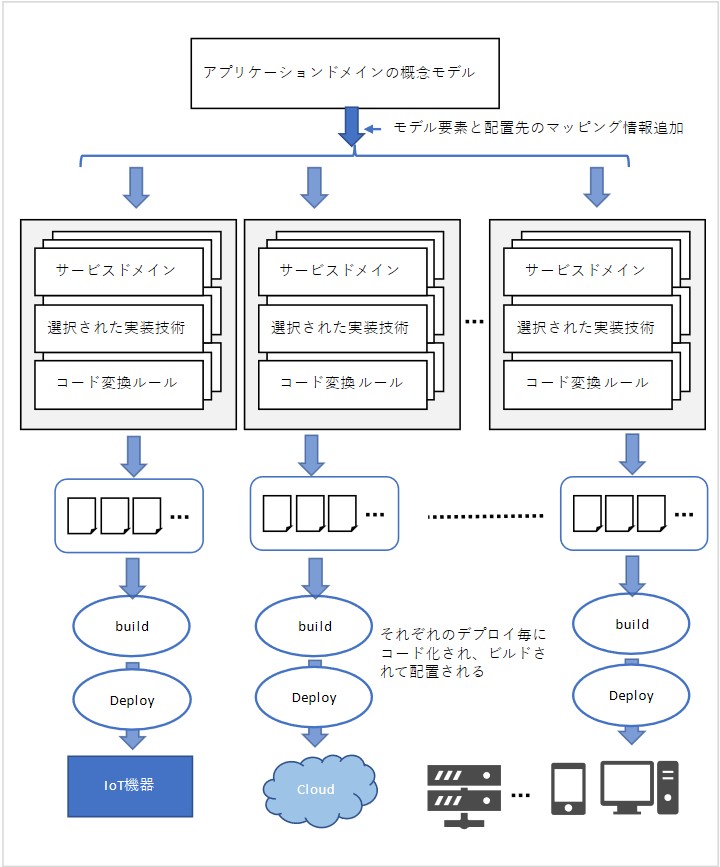 アプリケーションドメインの概念モデル
モデル要素と配置先のマッピング情報追加
サービスドメイン
選択された実装技術
コード変換ルール
サービスドメイン
選択された実装技術
コード変換ルール
…
サービスドメイン
選択された実装技術
コード変換ルール
…
…
…
build
Deploy
IoT機器
build
Deploy
Cloud
それぞれのデプロイ毎に
コード化され、ビルドさ
れて配置される
build
Deploy
…